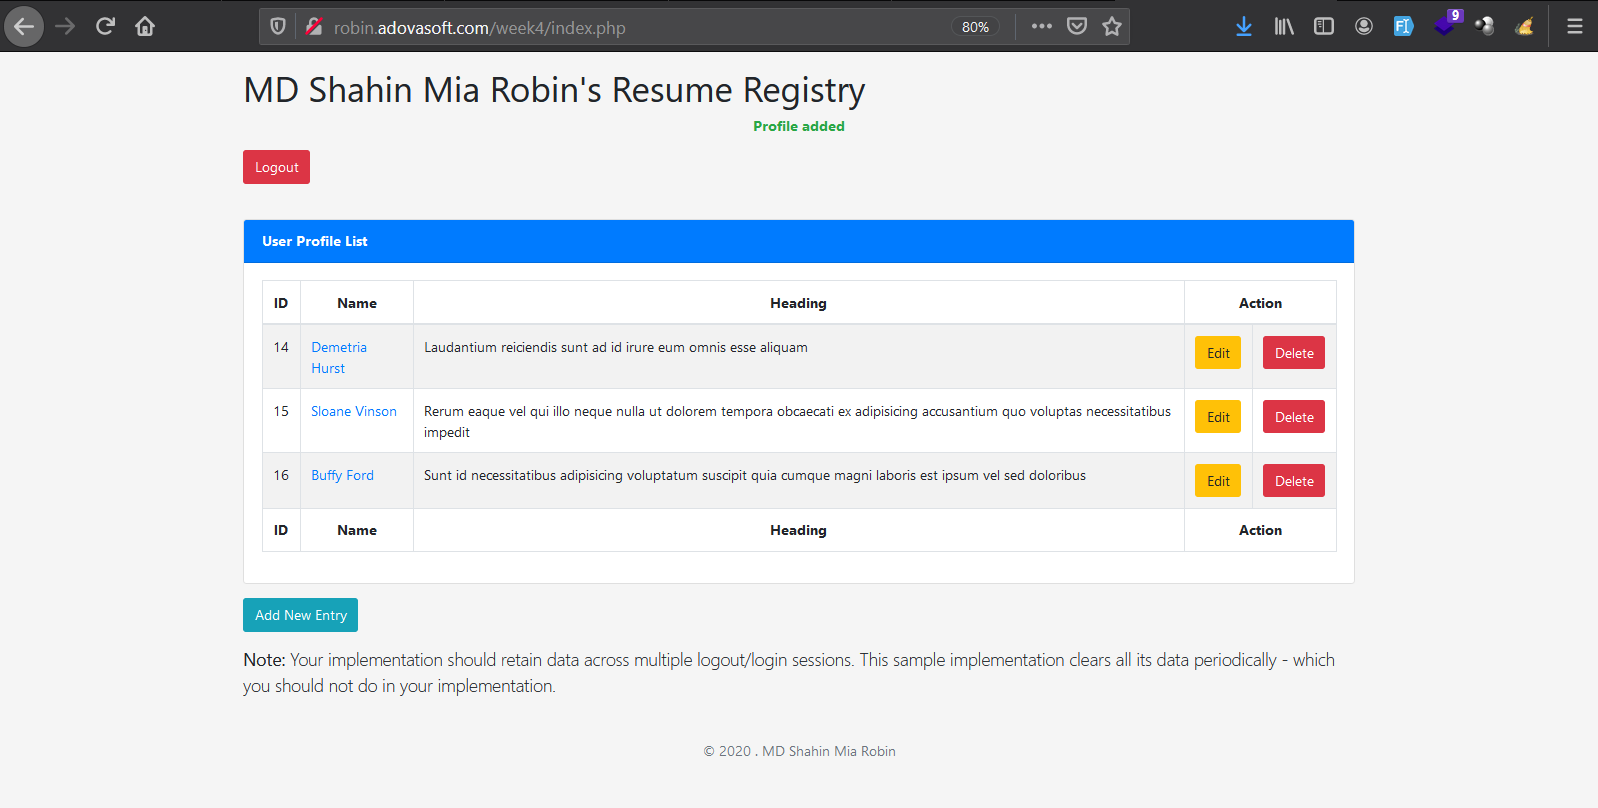 robin.adovasoft.com/week4/index.php 80% 9
MD Shahin Mia Robin's Resume Registry
Profile added
Logout
User Profile List
ID Name Heading Action
14 Demetria Laudantium reiciendis sunt ad id irure eum omnis esse aliquam Edit Delete
Hurst
15 Sloane Vinson Rerum eaque vel qui illo neque nulla ut dolorem tempora obcaecati ex adipisicing accusantium quo voluptas necessitatibus Edit Delete
impedit
16 Buffy Ford Sunt id necessitatibus adipisicing voluptatum suscipit quia cumque magni laboris est ipsum vel sed doloribus Edit Delete
ID Name Heading Action
Add New Entry
Note: Your implementation should retain data across multiple logout/login sessions. This sample implementation clears all its data periodically - which
you should not do in your implementation.
© 2020 . MD Shahin Mia Robin